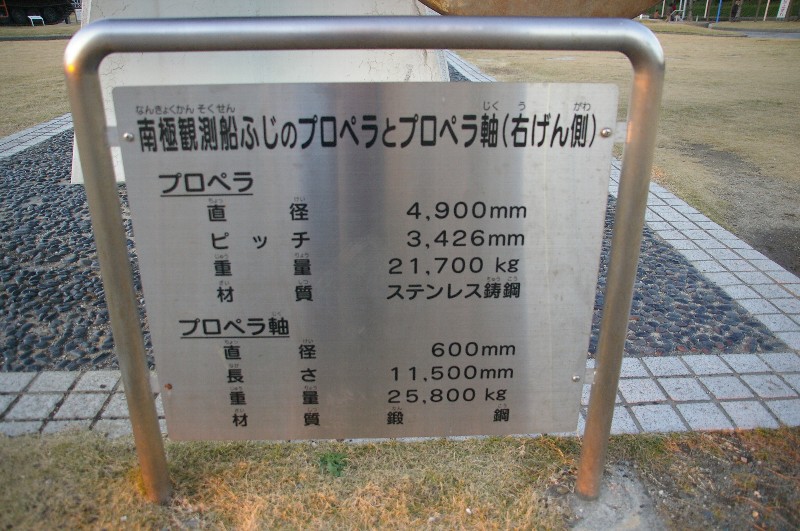 なんきょくかんそくせん じく う がわ
南極観測船ふじのプロペラとプロペラ軸(右げん側)
プロペラ
直径 4,900mm
ピッチ 3,426mm
重量 21,700 kg
材質 ステンレス鋳鋼
プロペラ軸
直径 600mm
長さ 11,500mm
重量 25,800 kg
材質 鍛鋼